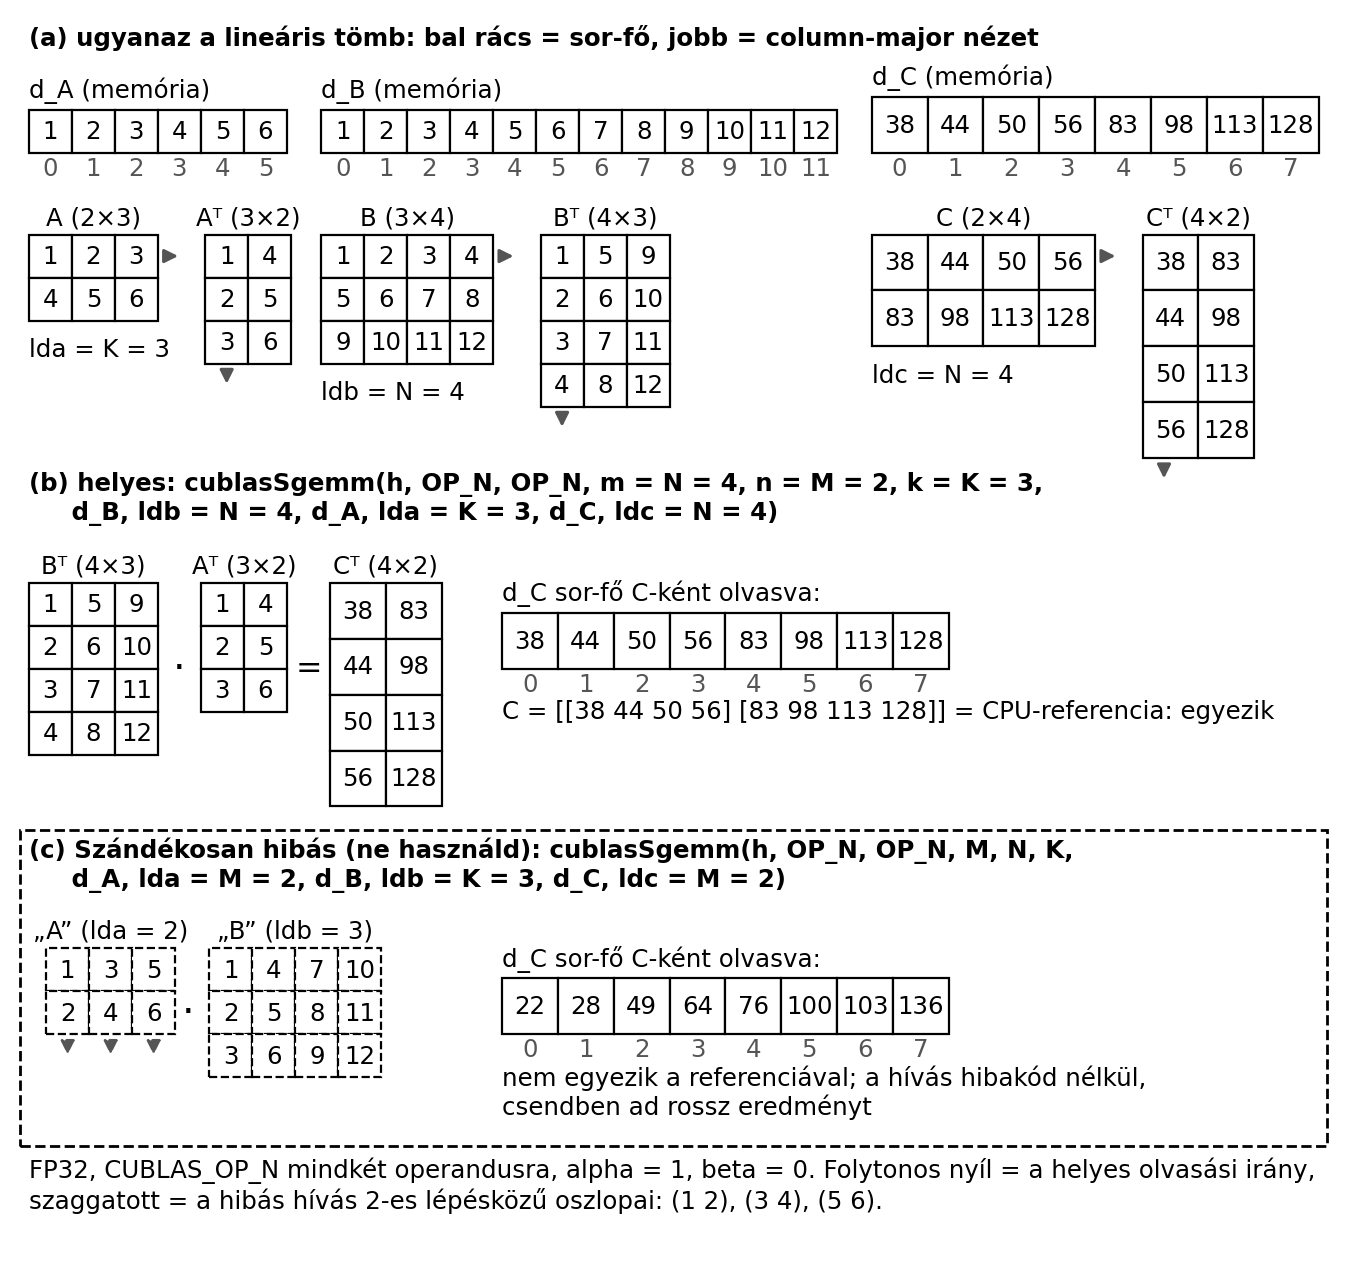 (a) ugyanaz a lineáris tömb: bal rács = sor-fő, jobb = column-major nézet
d_A (memória)
1 2 3 4 5 6
0 1 2 3 4 5
d_B (memória)
1 2 3 4 5 6 7 8 9 10 11 12
0 1 2 3 4 5 6 7 8 9 10 11
d_C (memória)
38 44 50 56 83 98 113 128
0 1 2 3 4 5 6 7
A (2×3)
1 2 3
4 5 6
lda = K = 3
Aᵀ (3×2)
1 4
2 5
3 6
B (3×4)
1 2 3 4
5 6 7 8
9 10 11 12
ldb = N = 4
Bᵀ (4×3)
1 5 9
2 6 10
3 7 11
4 8 12
C (2×4)
38 44 50 56
83 98 113 128
ldc = N = 4
Cᵀ (4×2)
38 83
44 98
50 113
56 128
(b) helyes: cublasSgemm(h, OP_N, OP_N, m = N = 4, n = M = 2, k = K = 3,
d_B, ldb = N = 4, d_A, lda = K = 3, d_C, ldc = N = 4)
Bᵀ (4×3)
1 5 9
2 6 10
3 7 11
4 8 12
·
Aᵀ (3×2)
1 4
2 5
3 6
=
Cᵀ (4×2)
38 83
44 98
50 113
56 128
d_C sor-fő C-ként olvasva:
38 44 50 56 83 98 113 128
0 1 2 3 4 5 6 7
C = [[38 44 50 56] [83 98 113 128]] = CPU-referencia: egyezik
(c) Szándékosan hibás (ne használd): cublasSgemm(h, OP_N, OP_N, M, N, K,
d_A, lda = M = 2, d_B, ldb = K = 3, d_C, ldc = M = 2)
„A” (lda = 2)
1 3 5
2 4 6
·
„B” (ldb = 3)
1 4 7 10
2 5 8 11
3 6 9 12
d_C sor-fő C-ként olvasva:
22 28 49 64 76 100 103 136
0 1 2 3 4 5 6 7
nem egyezik a referenciával; a hívás hibakód nélkül,
csendben ad rossz eredményt
FP32, CUBLAS_OP_N mindkét operandusra, alpha = 1, beta = 0. Folytonos nyíl = a helyes olvasási irány,
szaggatott = a hibás hívás 2-es lépésközű oszlopai: (1 2), (3 4), (5 6).